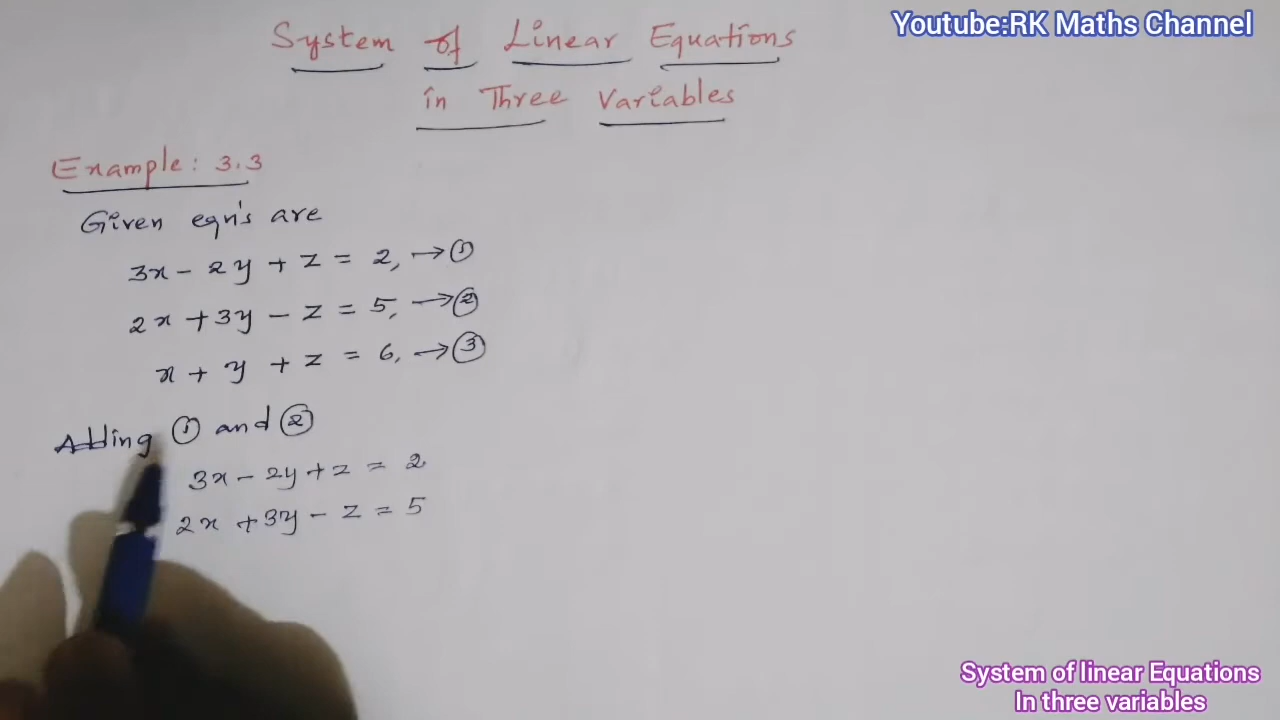 Youtube:RK Maths Channel
System of Linear Equations
in Three Variables
Example: 3.3
Given eqn's are
3x - 2y + z = 2, → ①
2x + 3y - z = 5, → ②
x + y + z = 6, → ③
Adding ① and ②
3x - 2y + z = 2
2x + 3y - z = 5
System of linear Equations
In three variables